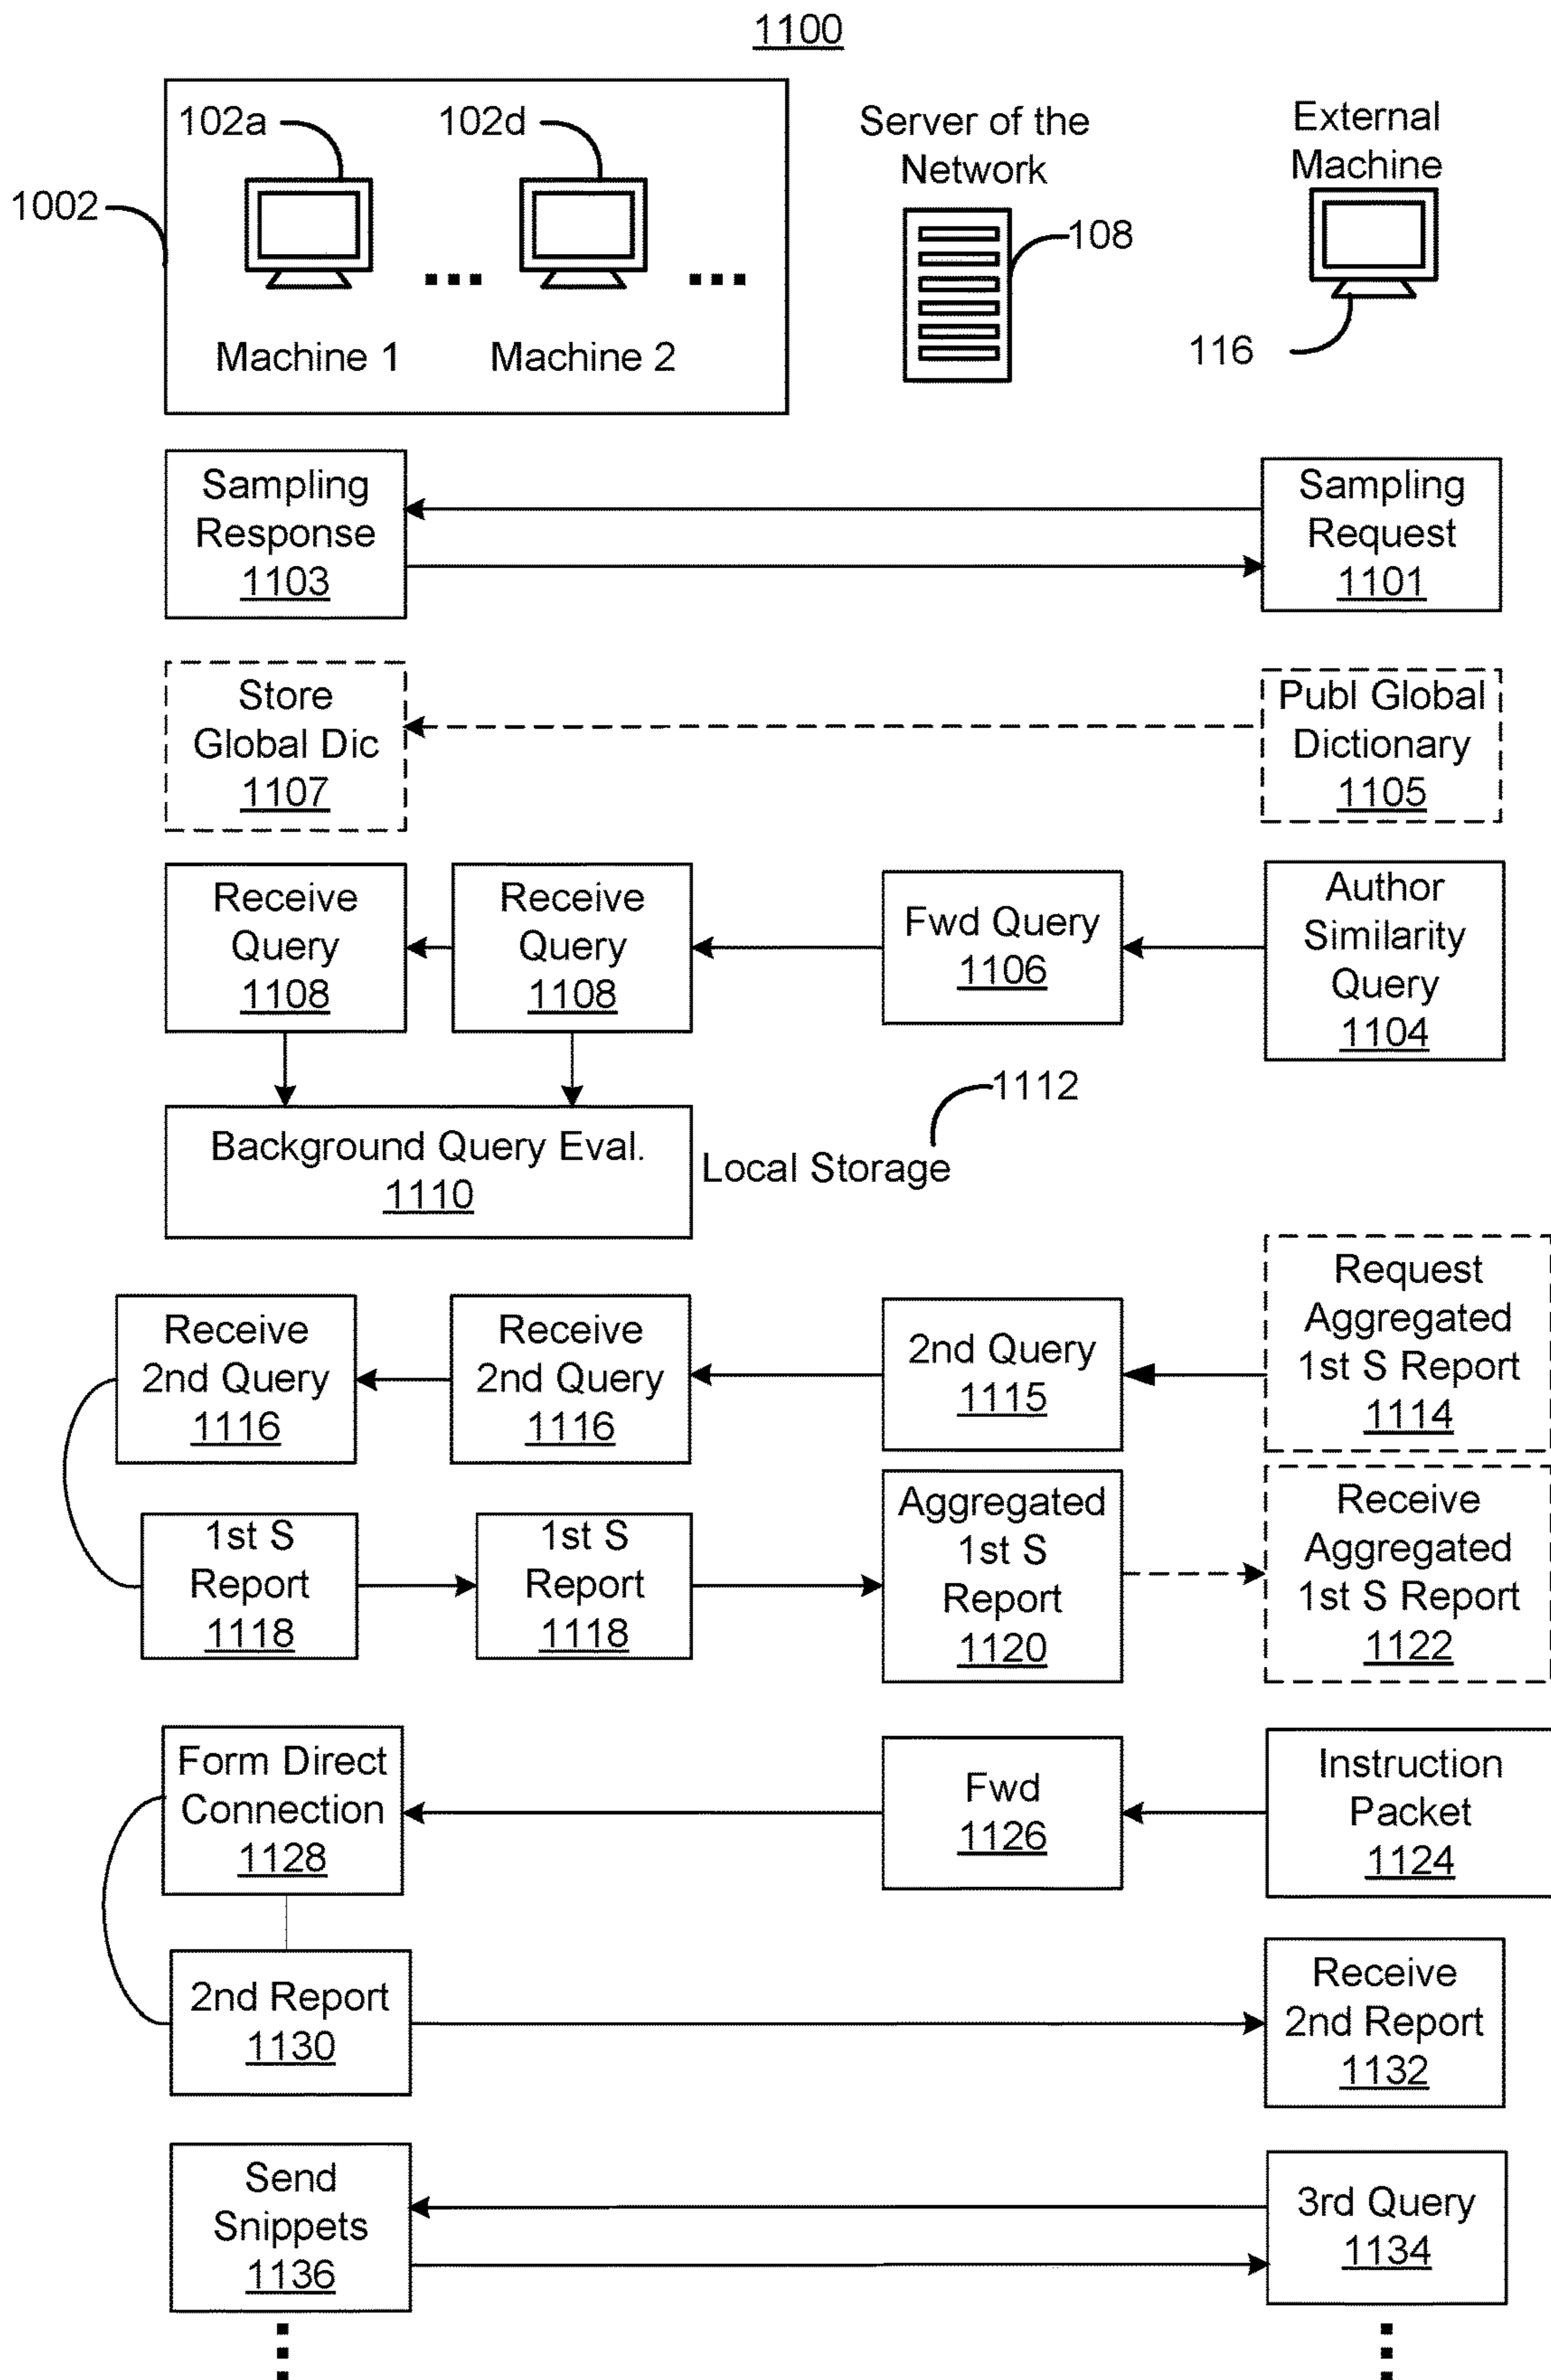 1100
102a
102d
1002
Machine 1
Machine 2
Server of the
Network
108
External
Machine
116
Sampling
Response
1103
Sampling
Request
1101
Store
Global Dic
1107
Publ Global
Dictionary
1105
Receive
Query
1108
Receive
Query
1108
Fwd Query
1106
Author
Similarity
Query
1104
Background Query Eval.
1110
Local Storage
1112
Receive
2nd Query
1116
Receive
2nd Query
1116
2nd Query
1115
Request
Aggregated
1st S Report
1114
1st S
Report
1118
1st S
Report
1118
Aggregated
1st S
Report
1120
Receive
Aggregated
1st S Report
1122
Form Direct
Connection
1128
Fwd
1126
Instruction
Packet
1124
2nd Report
1130
Receive
2nd Report
1132
Send
Snippets
1136
3rd Query
1134